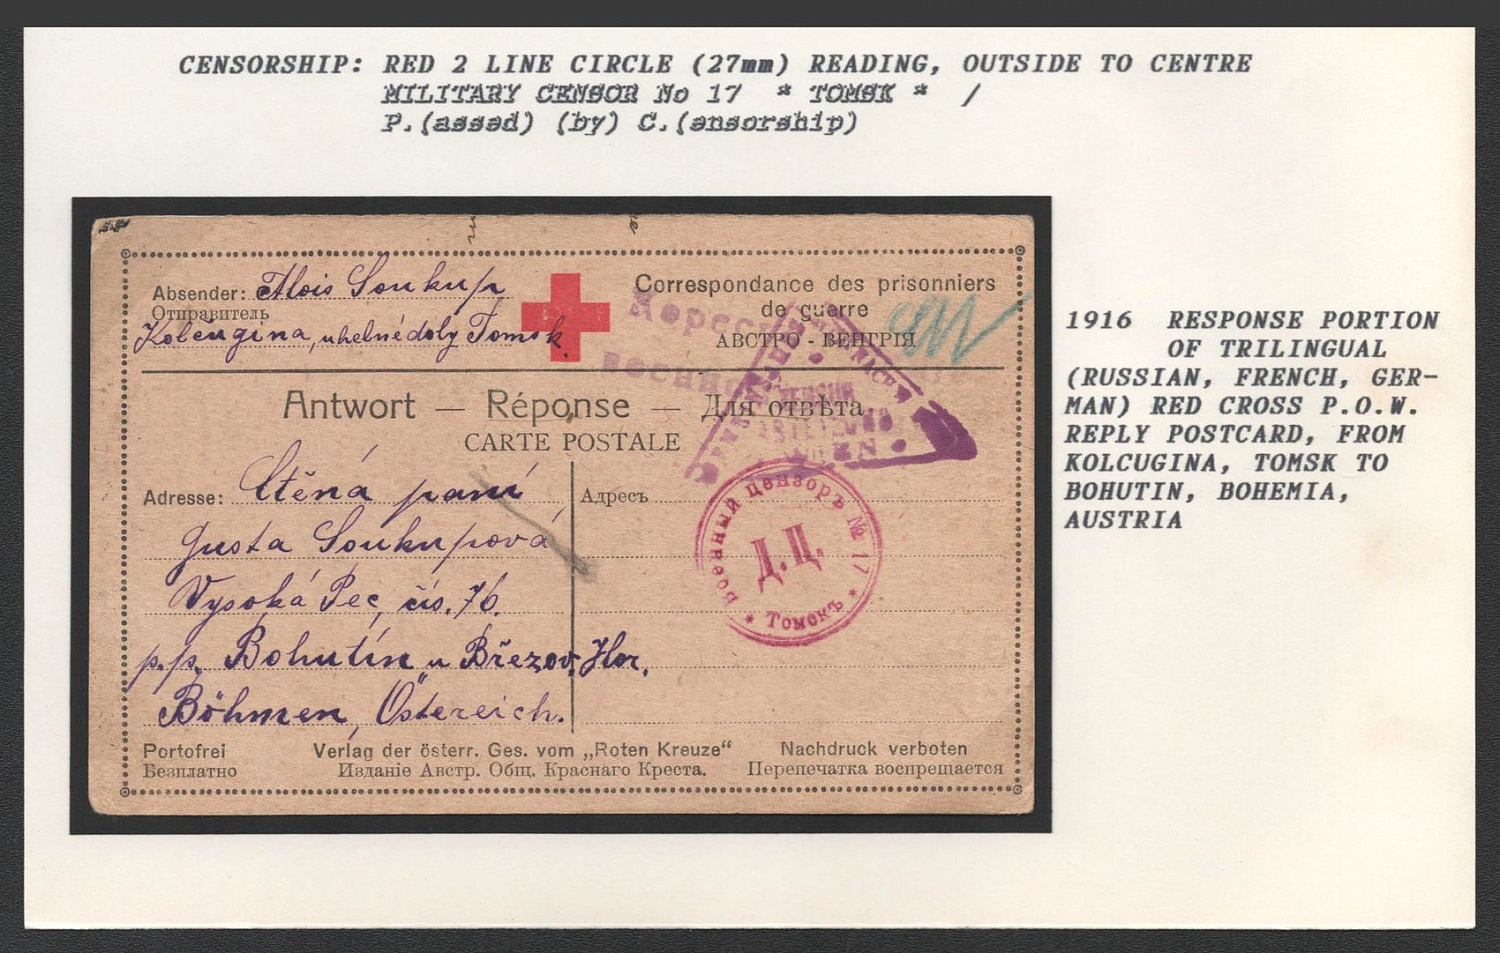 CENSORSHIP: RED 2 LINE CIRCLE (27mm) READING, OUTSIDE TO CENTRE
MILITARY CENSOR No 17 * TOMSK * /
P.(assed) (by) C.(ensorship)
Absender: Alois Soukup
Отправитель
Kolčugina, uhelné doly Tomsk.
Correspondance des prisonniers
de guerre
АВСТРО - ВЕНГРІЯ
Antwort — Réponse — Для отвѣта
CARTE POSTALE
Adresse: Ctěná paní
Адресъ
Justa Soukupová
Vysoká Pec, čís. 76.
p.p. Bohutín u Březov. Hor.
Böhmen, Östereich.
Военный цензоръ № 17
Д.Ц.
* Томскъ *
WIEN
Portofrei Verlag der österr. Ges. vom „Roten Kreuze“ Nachdruck verboten
Безплатно Изданіе Австр. Общ. Краснаго Креста. Перепечатка воспрещается
1916 RESPONSE PORTION
OF TRILINGUAL
(RUSSIAN, FRENCH, GER-
MAN) RED CROSS P.O.W.
REPLY POSTCARD, FROM
KOLCUGINA, TOMSK TO
BOHUTIN, BOHEMIA,
AUSTRIA